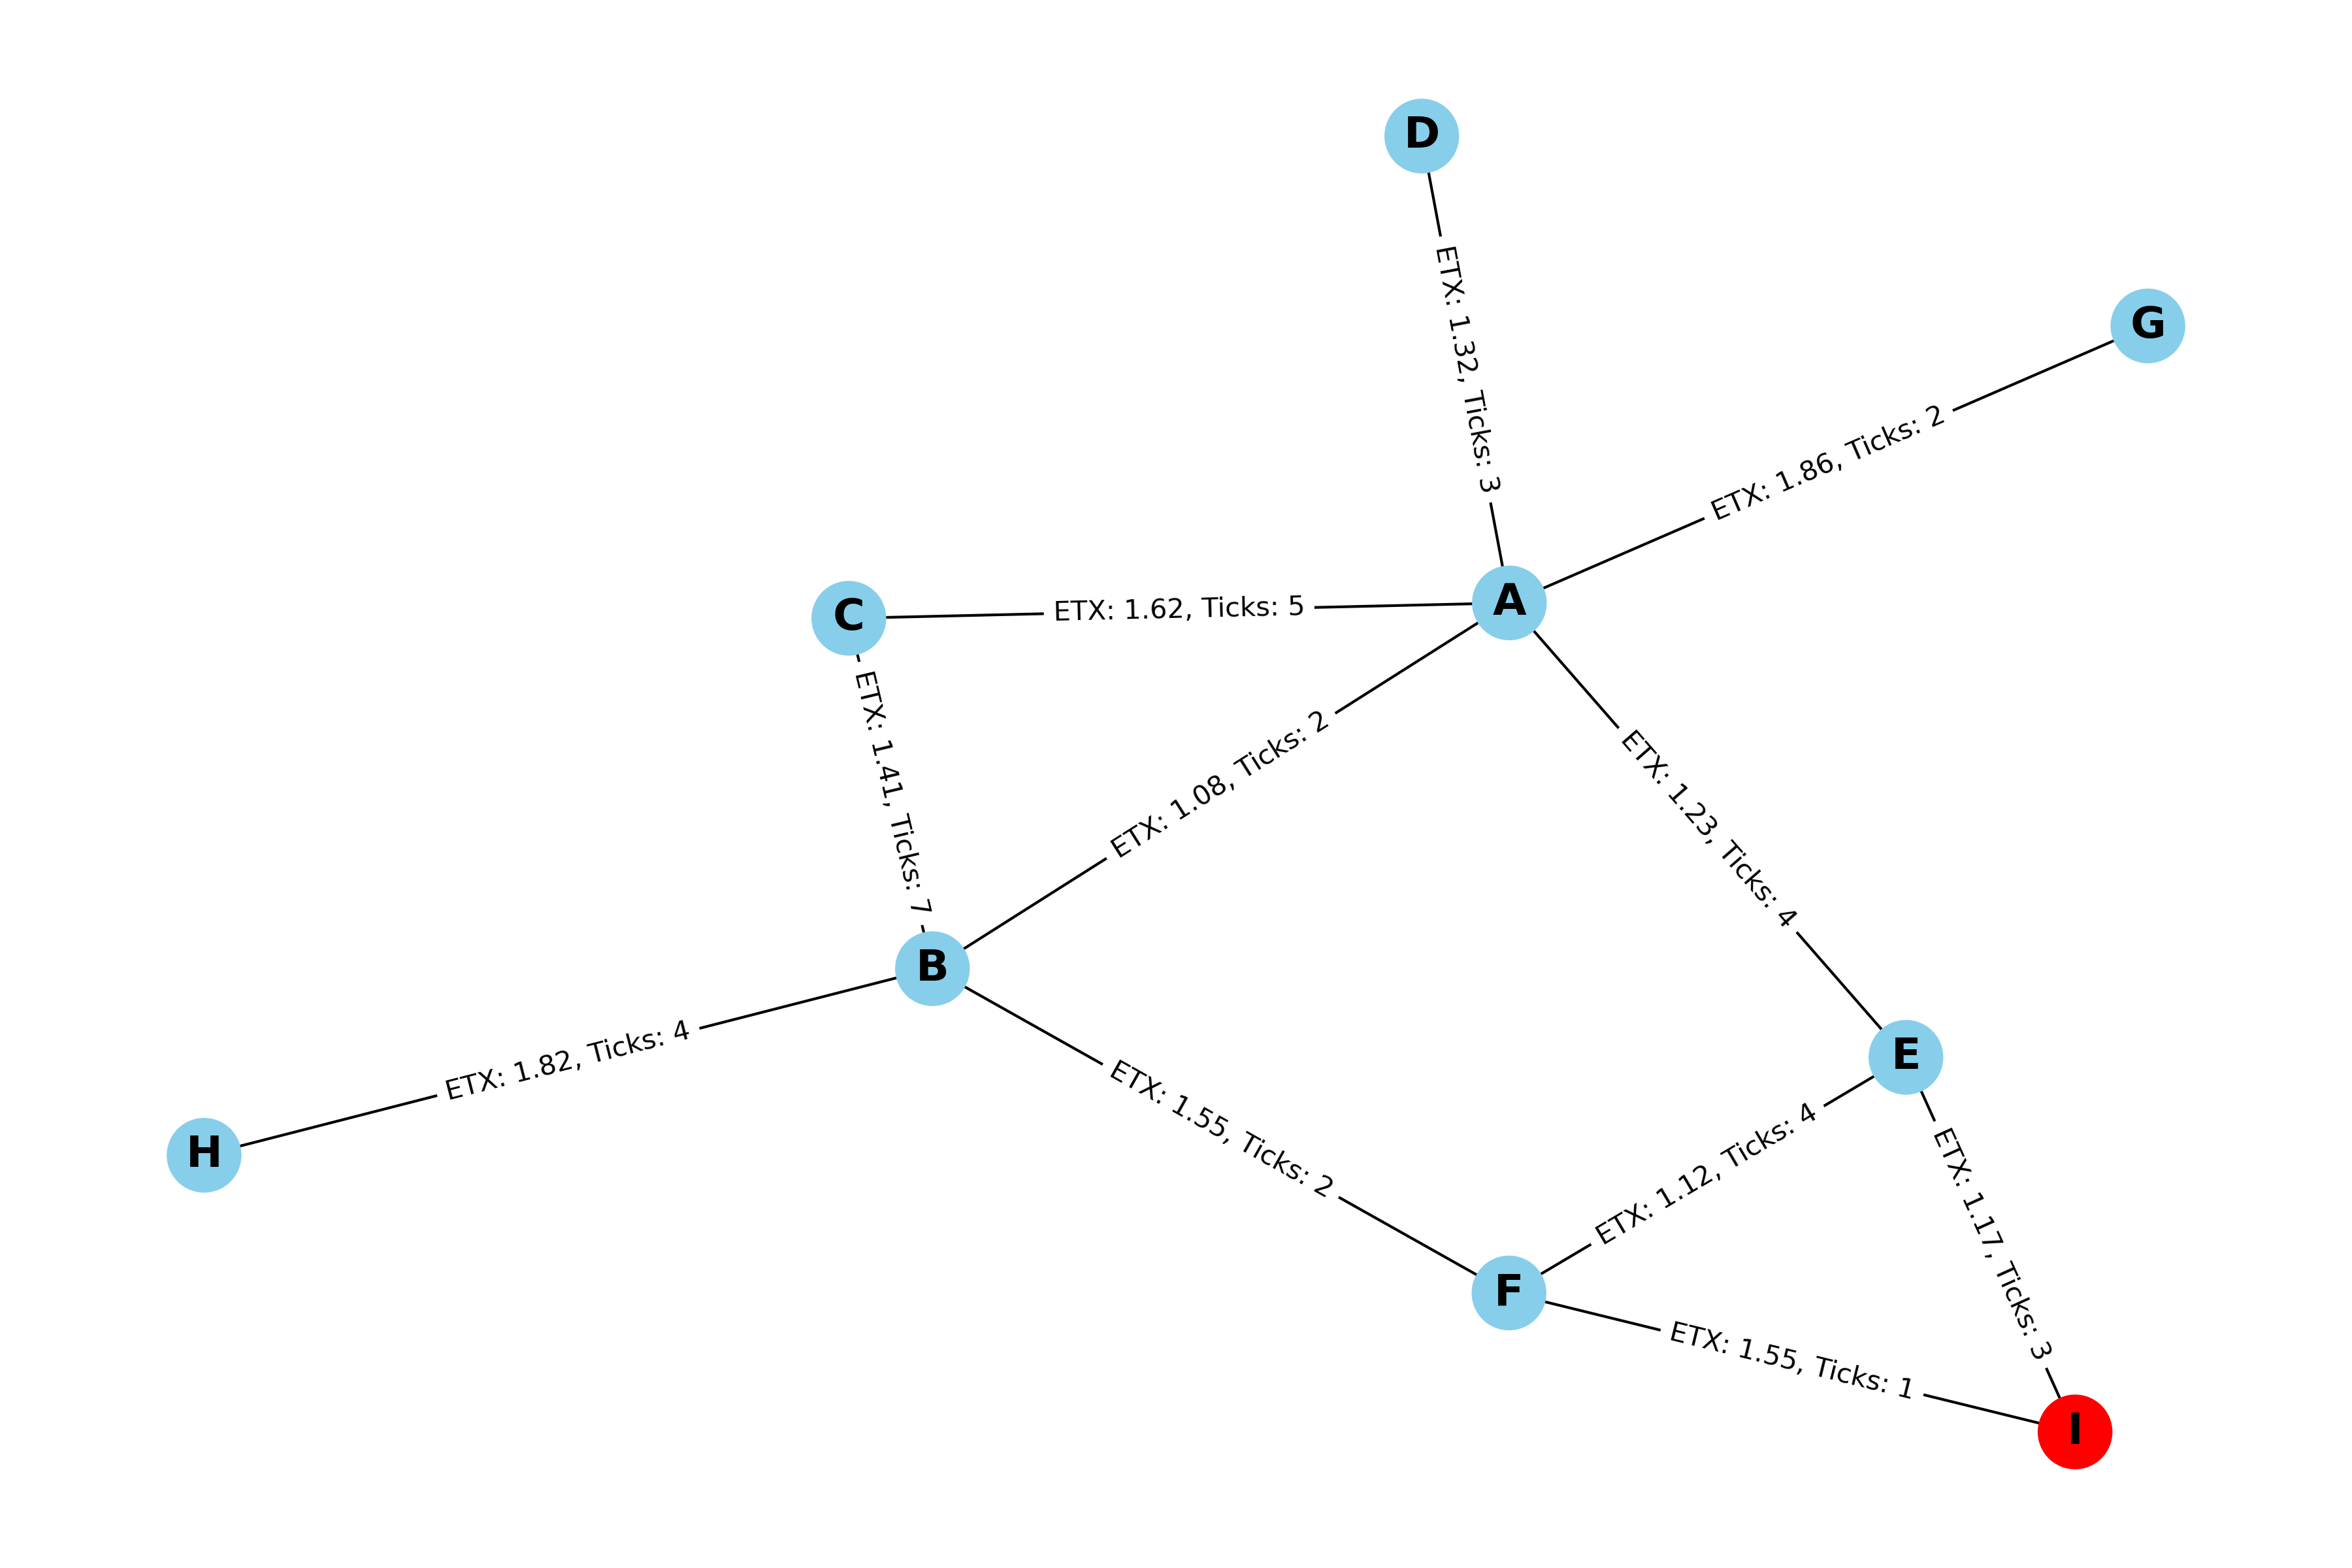 D
G
ETX: 1.32, Ticks: 3
ETX: 1.86, Ticks: 2
C
ETX: 1.62, Ticks: 5
A
ETX: 1.41, Ticks: 7
ETX: 1.08, Ticks: 2
ETX: 1.23, Ticks: 4
B
E
ETX: 1.82, Ticks: 4
H
ETX: 1.55, Ticks: 2
ETX: 1.12, Ticks: 4
ETX: 1.17, Ticks: 3
F
ETX: 1.55, Ticks: 1
I